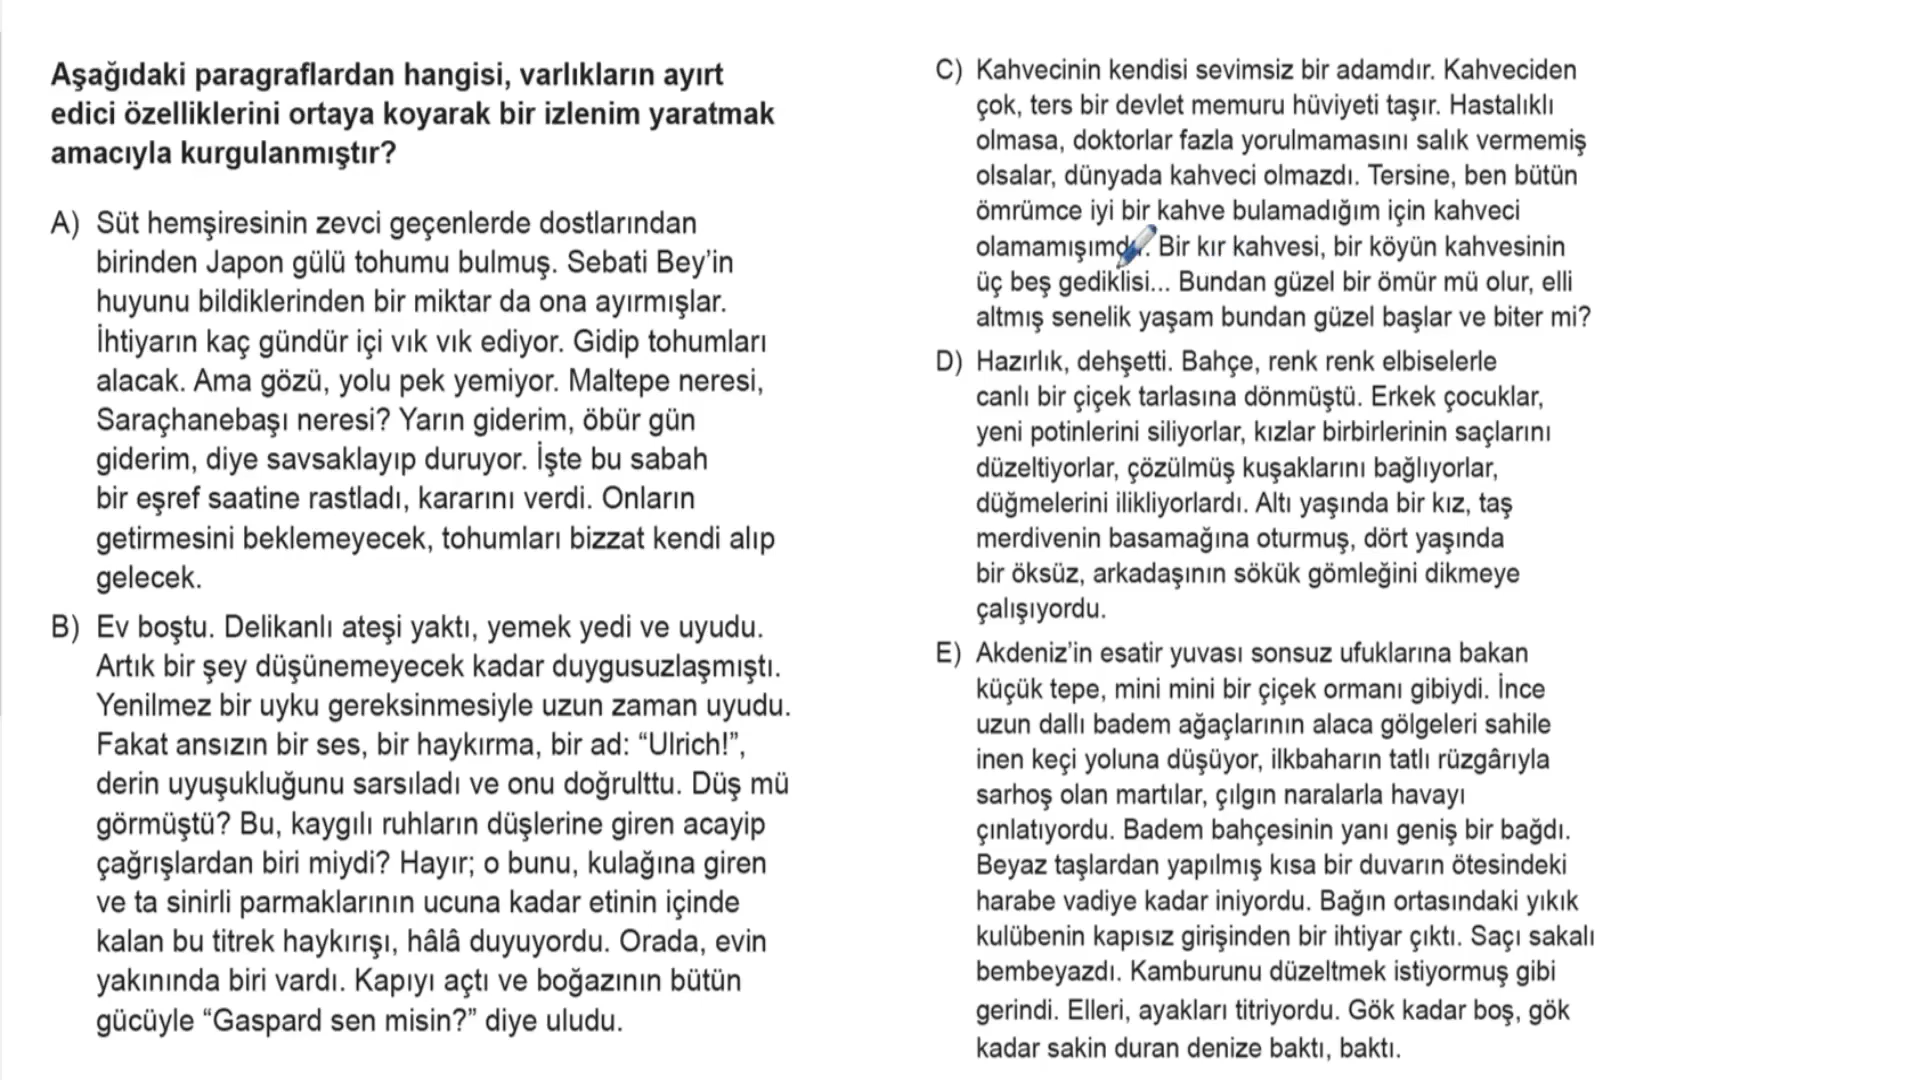 Aşağıdaki paragraflardan hangisi, varlıkların ayırt
edici özelliklerini ortaya koyarak bir izlenim yaratmak
amacıyla kurgulanmıştır?
A) Süt hemşiresinin zevci geçenlerde dostlarından
birinden Japon gülü tohumu bulmuş. Sebati Bey’in
huyunu bildiklerinden bir miktar da ona ayırmışlar.
İhtiyarın kaç gündür içi vık vık ediyor. Gidip tohumları
alacak. Ama gözü, yolu pek yemiyor. Maltepe neresi,
Saraçhanebaşı neresi? Yarın giderim, öbür gün
giderim, diye savsaklayıp duruyor. İşte bu sabah
bir eşref saatine rastladı, kararını verdi. Onların
getirmesini beklemeyecek, tohumları bizzat kendi alıp
gelecek.
B) Ev boştu. Delikanlı ateşi yaktı, yemek yedi ve uyudu.
Artık bir şey düşünemeyecek kadar duygusuzlaşmıştı.
Yenilmez bir uyku gereksinmesiyle uzun zaman uyudu.
Fakat ansızın bir ses, bir haykırma, bir ad: “Ulrich!”,
derin uyuşukluğunu sarsıladı ve onu doğrulttu. Düş mü
görmüştü? Bu, kaygılı ruhların düşlerine giren acayip
çağrışlardan biri miydi? Hayır; o bunu, kulağına giren
ve ta sinirli parmaklarının ucuna kadar etinin içinde
kalan bu titrek haykırışı, hâlâ duyuyordu. Orada, evin
yakınında biri vardı. Kapıyı açtı ve boğazının bütün
gücüyle “Gaspard sen misin?” diye uludu.
C) Kahvecinin kendisi sevimsiz bir adamdır. Kahveciden
çok, ters bir devlet memuru hüviyeti taşır. Hastalıklı
olmasa, doktorlar fazla yorulmamasını salık vermemiş
olsalar, dünyada kahveci olmazdı. Tersine, ben bütün
ömrümce iyi bir kahve bulamadığım için kahveci
Bir kır kahvesi, bir köyün kahvesinin
üç beş gediklisi... Bundan güzel bir ömür mü olur, elli
altmış senelik yaşam bundan güzel başlar ve biter mi?
D) Hazırlık, dehşetti. Bahçe, renk renk elbiselerle
canlı bir çiçek tarlasına dönmüştü. Erkek çocuklar,
yeni potinlerini siliyorlar, kızlar birbirlerinin saçlarını
düzeltiyorlar, çözülmüş kuşaklarını bağlıyorlar,
düğmelerini ilikliyorlardı. Altı yaşında bir kız, taş
merdivenin basamağına oturmuş, dört yaşında
bir öksüz, arkadaşının sökük gömleğini dikmeye
çalışıyordu.
E) Akdeniz’in esatir yuvası sonsuz ufuklarına bakan
küçük tepe, mini mini bir çiçek ormanı gibiydi. İnce
uzun dallı badem ağaçlarının alaca gölgeleri sahile
inen keçi yoluna düşüyor, ilkbaharın tatlı rüzgârıyla
sarhoş olan martılar, çılgın naralarla havayı
çınlatıyordu. Badem bahçesinin yanı geniş bir bağdı.
Beyaz taşlardan yapılmış kısa bir duvarın ötesindeki
harabe vadiye kadar iniyordu. Bağın ortasındaki yıkık
kulübenin kapısız girişinden bir ihtiyar çıktı. Saçı sakalı
bembeyazdı. Kamburunu düzeltmek istiyormuş gibi
gerindi. Elleri, ayakları titriyordu. Gök kadar boş, gök
kadar sakin duran denize baktı, baktı.